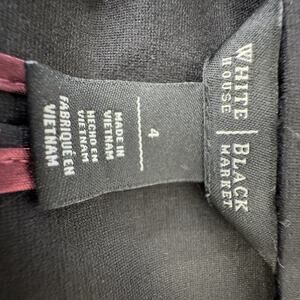 WHITE BLACK
HOUSE MARKET
4
MADE IN
VIETNAM
HECHO EN
VIETNAM
FABRIQUÉ EN
VIETNAM